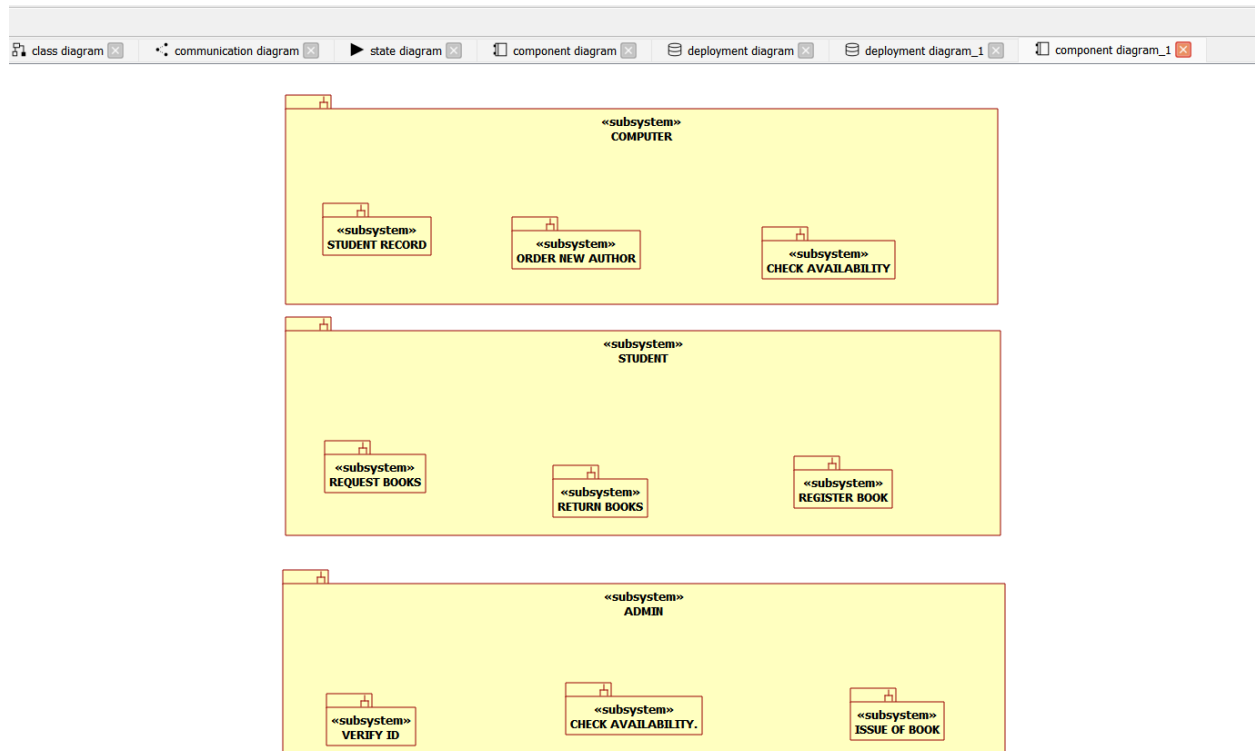 class diagram communication diagram state diagram component diagram deployment diagram deployment diagram_1 component diagram_1
«subsystem»
COMPUTER
«subsystem»
STUDENT RECORD
«subsystem»
ORDER NEW AUTHOR
«subsystem»
CHECK AVAILABILITY
«subsystem»
STUDENT
«subsystem»
REQUEST BOOKS
«subsystem»
RETURN BOOKS
«subsystem»
REGISTER BOOK
«subsystem»
ADMIN
«subsystem»
VERIFY ID
«subsystem»
CHECK AVAILABILITY.
«subsystem»
ISSUE OF BOOK